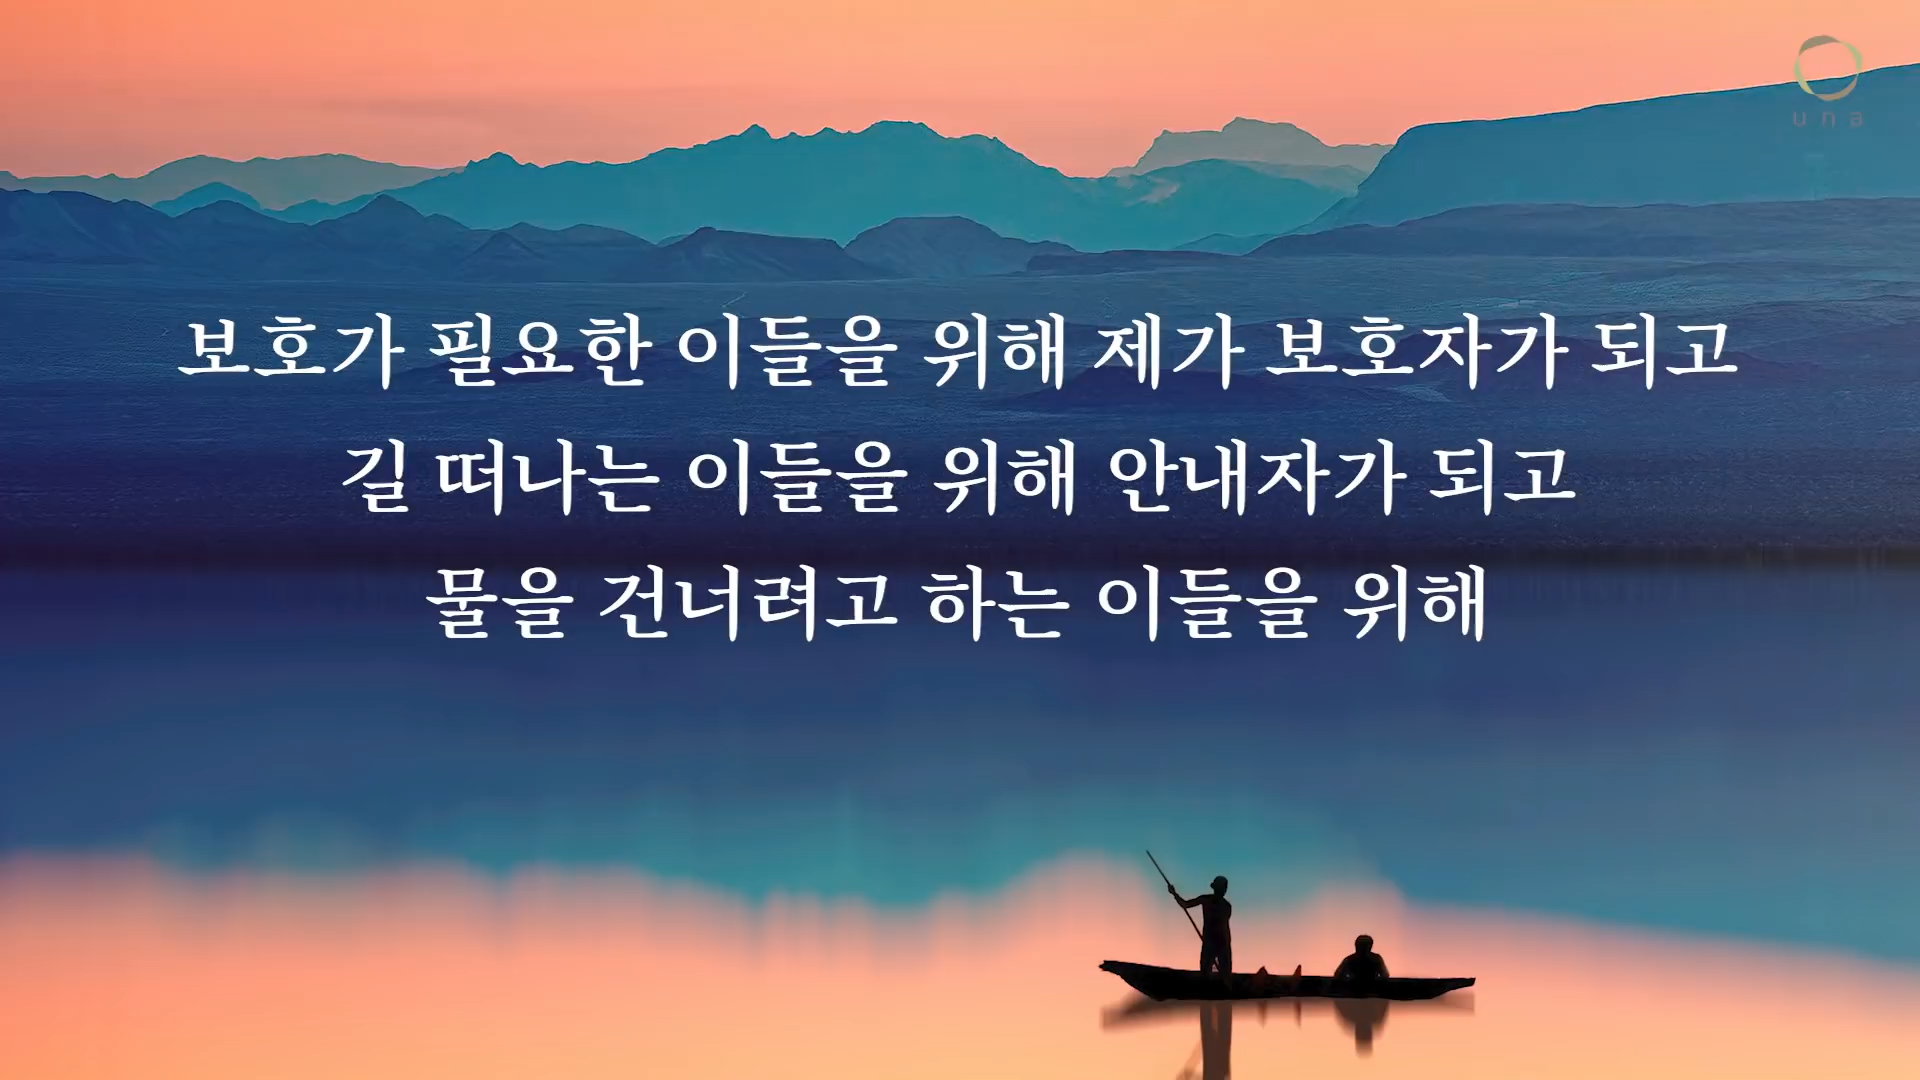 una
보호가 필요한 이들을 위해 제가 보호자가 되고
길 떠나는 이들을 위해 안내자가 되고
물을 건너려고 하는 이들을 위해